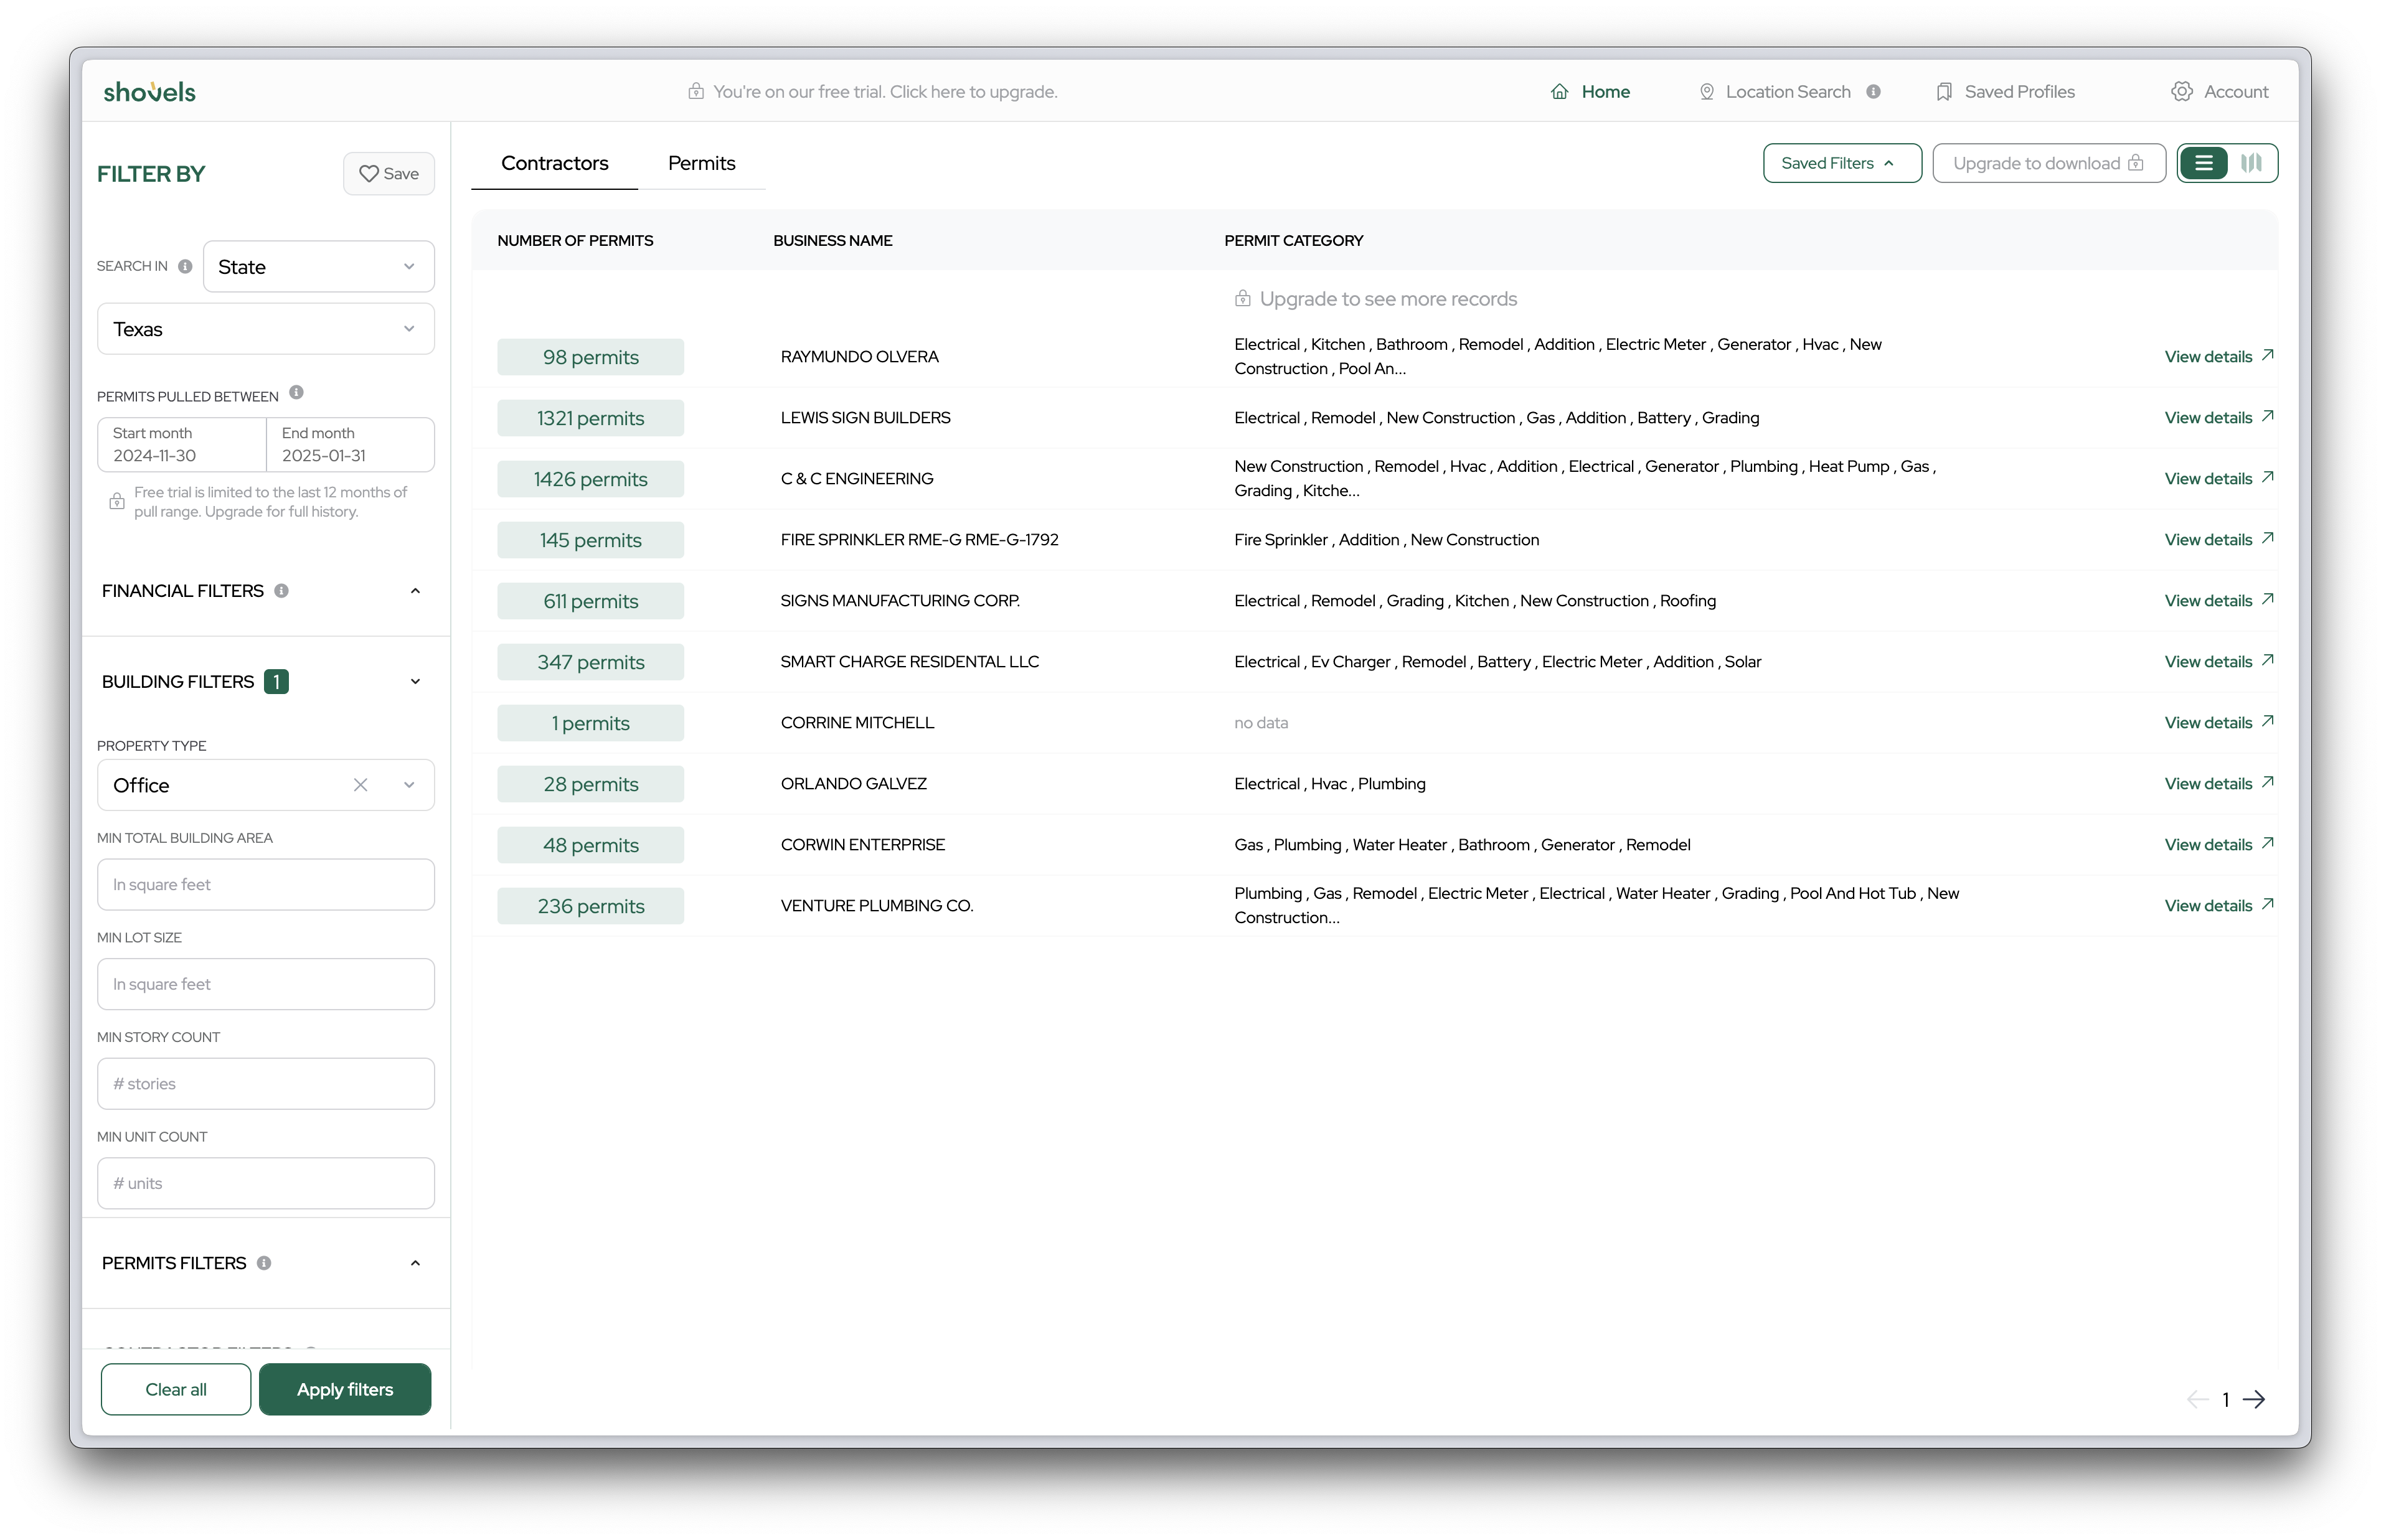 shovels
You're on our free trial. Click here to upgrade.
Home
Location Search
Saved Profiles
Account
FILTER BY
Save
SEARCH IN
State
Texas
PERMITS PULLED BETWEEN
Start month
2024-11-30
End month
2025-01-31
Free trial is limited to the last 12 months of
pull range. Upgrade for full history.
FINANCIAL FILTERS
BUILDING FILTERS 1
PROPERTY TYPE
Office
MIN TOTAL BUILDING AREA
In square feet
MIN LOT SIZE
In square feet
MIN STORY COUNT
# stories
MIN UNIT COUNT
# units
PERMITS FILTERS
CONTRACTOR FILTERS
Clear all
Apply filters
Contractors
Permits
Saved Filters
Upgrade to download
NUMBER OF PERMITS
BUSINESS NAME
PERMIT CATEGORY
Upgrade to see more records
98 permits
RAYMUNDO OLVERA
Electrical , Kitchen , Bathroom , Remodel , Addition , Electric Meter , Generator , Hvac , New
Construction , Pool An...
View details
1321 permits
LEWIS SIGN BUILDERS
Electrical , Remodel , New Construction , Gas , Addition , Battery , Grading
View details
1426 permits
C & C ENGINEERING
New Construction , Remodel , Hvac , Addition , Electrical , Generator , Plumbing , Heat Pump , Gas ,
Grading , Kitche...
View details
145 permits
FIRE SPRINKLER RME-G RME-G-1792
Fire Sprinkler , Addition , New Construction
View details
611 permits
SIGNS MANUFACTURING CORP.
Electrical , Remodel , Grading , Kitchen , New Construction , Roofing
View details
347 permits
SMART CHARGE RESIDENTAL LLC
Electrical , Ev Charger , Remodel , Battery , Electric Meter , Addition , Solar
View details
1 permits
CORRINE MITCHELL
no data
View details
28 permits
ORLANDO GALVEZ
Electrical , Hvac , Plumbing
View details
48 permits
CORWIN ENTERPRISE
Gas , Plumbing , Water Heater , Bathroom , Generator , Remodel
View details
236 permits
VENTURE PLUMBING CO.
Plumbing , Gas , Remodel , Electric Meter , Electrical , Water Heater , Grading , Pool And Hot Tub , New
Construction...
View details
1